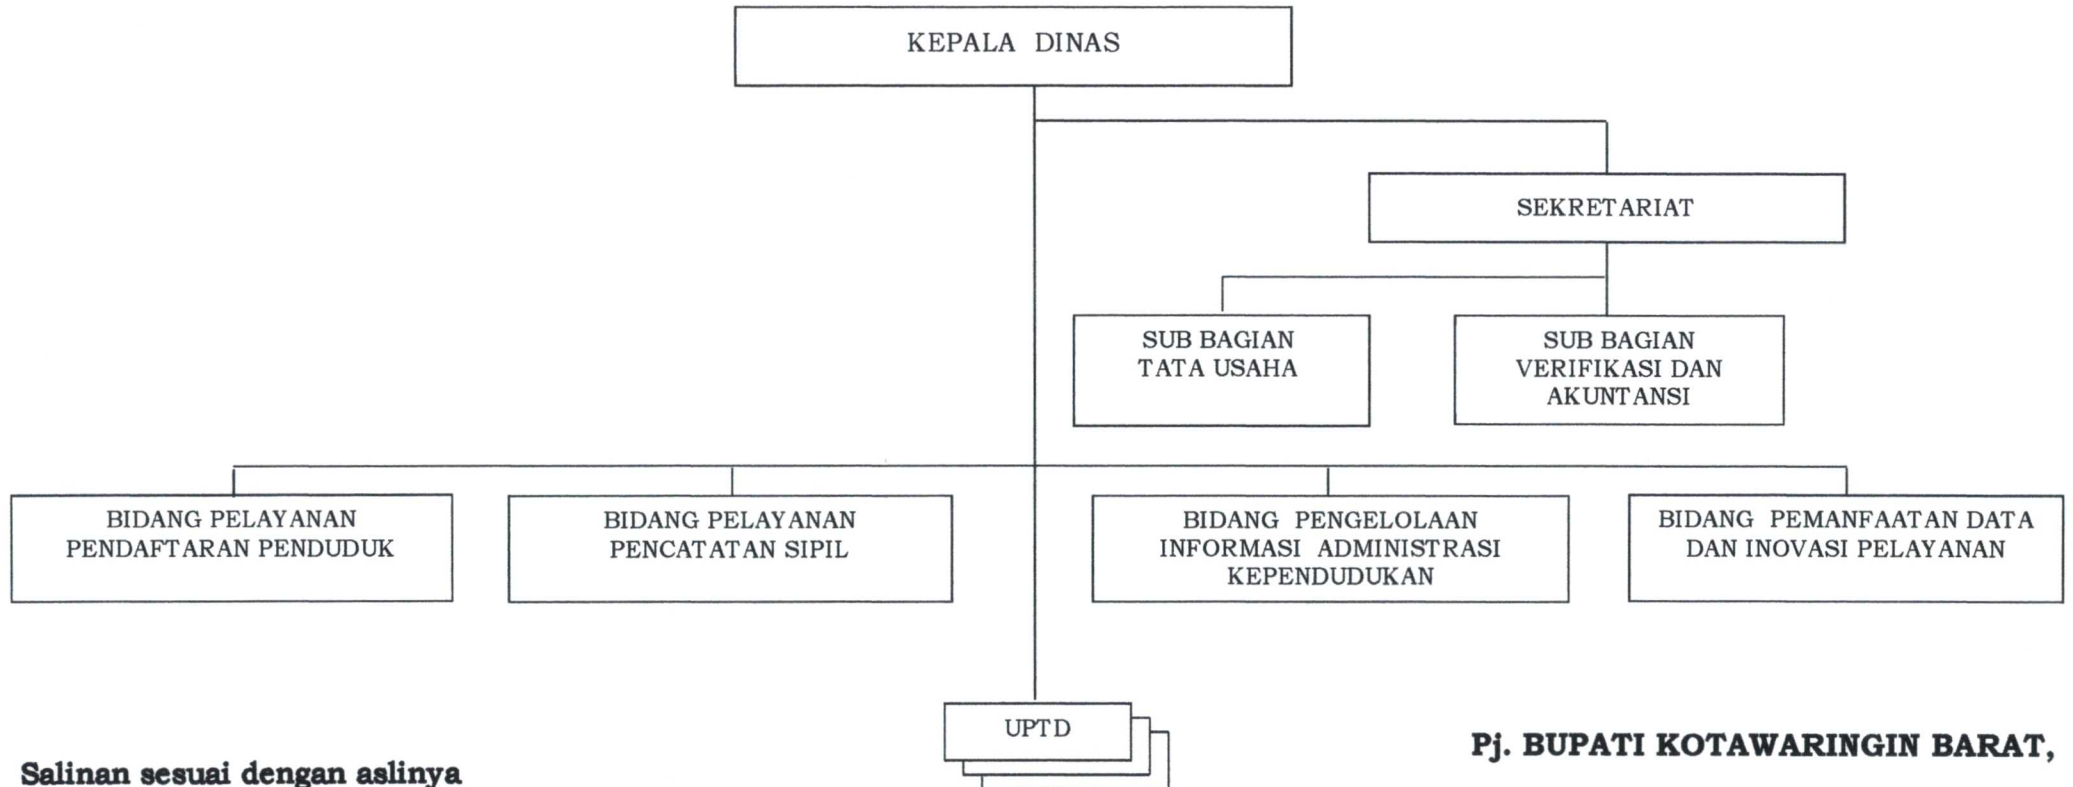 KEPALA DINAS
SEKRETARIAT
SUB BAGIAN
TATA USAHA
SUB BAGIAN
VERIFIKASI DAN
AKUNTANSI
BIDANG PELAYANAN
PENDAFTARAN PENDUDUK
BIDANG PELAYANAN
PENCATATAN SIPIL
BIDANG PENGELOLAAN
INFORMASI ADMINISTRASI
KEPENDUDUKAN
BIDANG PEMANFAATAN DATA
DAN INOVASI PELAYANAN
UPTD
Pj. BUPATI KOTAWARINGIN BARAT,
Salinan sesuai dengan aslinya